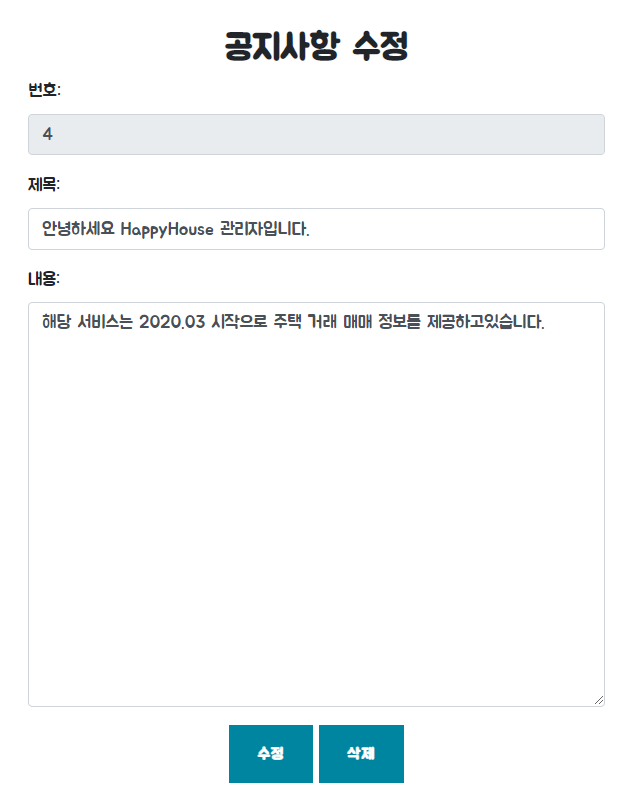 공지사항 수정
번호:
4
제목:
안녕하세요 HappyHouse 관리자입니다.
내용:
해당 서비스는 2020.03 시작으로 주택 거래 매매 정보를 제공하고있습니다.
수정 삭제